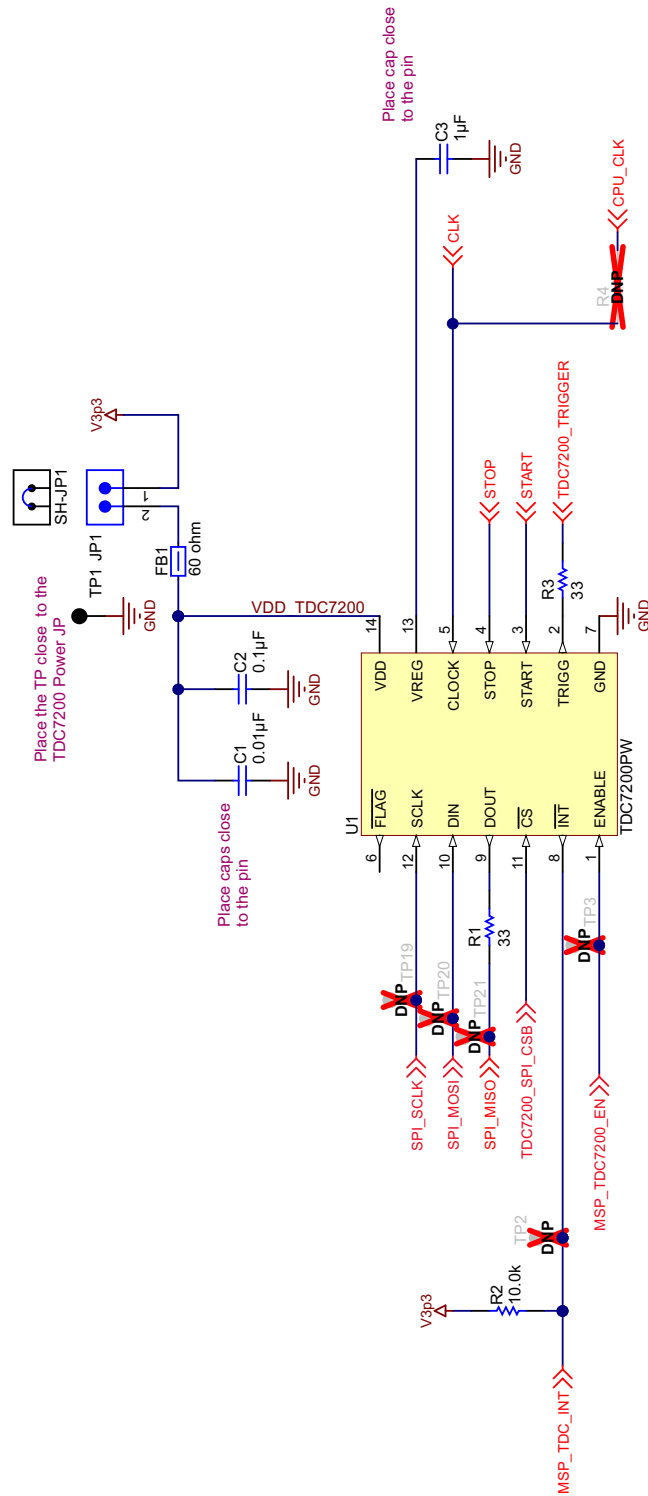 Place the TP close to the
TDC7200 Power JP
TP1
GND
SH-JP1
JP1
2
1
V3p3
FB1
60 ohm
Place caps close
to the pin
C1
0.01µF
GND
C2
0.1µF
GND
VDD_TDC7200
Place cap close
to the pin
C3
1µF
GND
U1
6
FLAG
12
SCLK
10
DIN
9
DOUT
11
CS
8
INT
1
ENABLE
VDD
14
VREG
13
CLOCK
5
STOP
4
START
3
TRIGG
2
GND
7
TDC7200PW
GND
CLK
STOP
START
R3
33
TDC7200_TRIGGER
R4
DNP
CPU_CLK
SPI_SCLK
DNP
TP19
SPI_MOSI
DNP
TP20
SPI_MISO
DNP
TP21
R1
33
TDC7200_SPI_CSB
V3p3
R2
10.0k
MSP_TDC_INT
TP2
DNP
MSP_TDC7200_EN
DNP
TP3